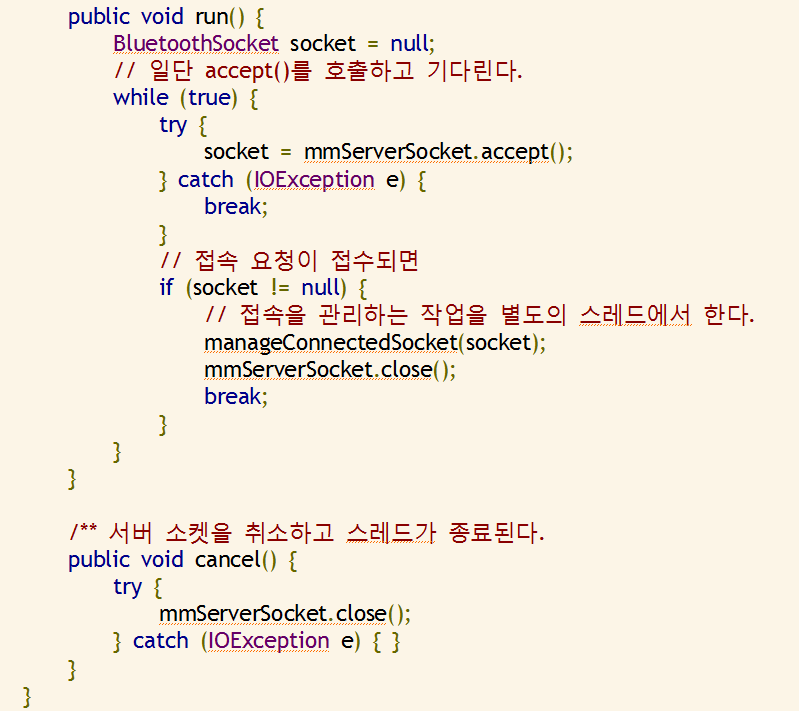 public void run() {
BluetoothSocket socket = null;
// 일단 accept()를 호출하고 기다린다.
while (true) {
try {
socket = mmServerSocket.accept();
} catch (IOException e) {
break;
}
// 접속 요청이 접수되면
if (socket != null) {
// 접속을 관리하는 작업을 별도의 스레드에서 한다.
manageConnectedSocket(socket);
mmServerSocket.close();
break;
}
}
}
/** 서버 소켓을 취소하고 스레드가 종료된다.
public void cancel() {
try {
mmServerSocket.close();
} catch (IOException e) { }
}
}